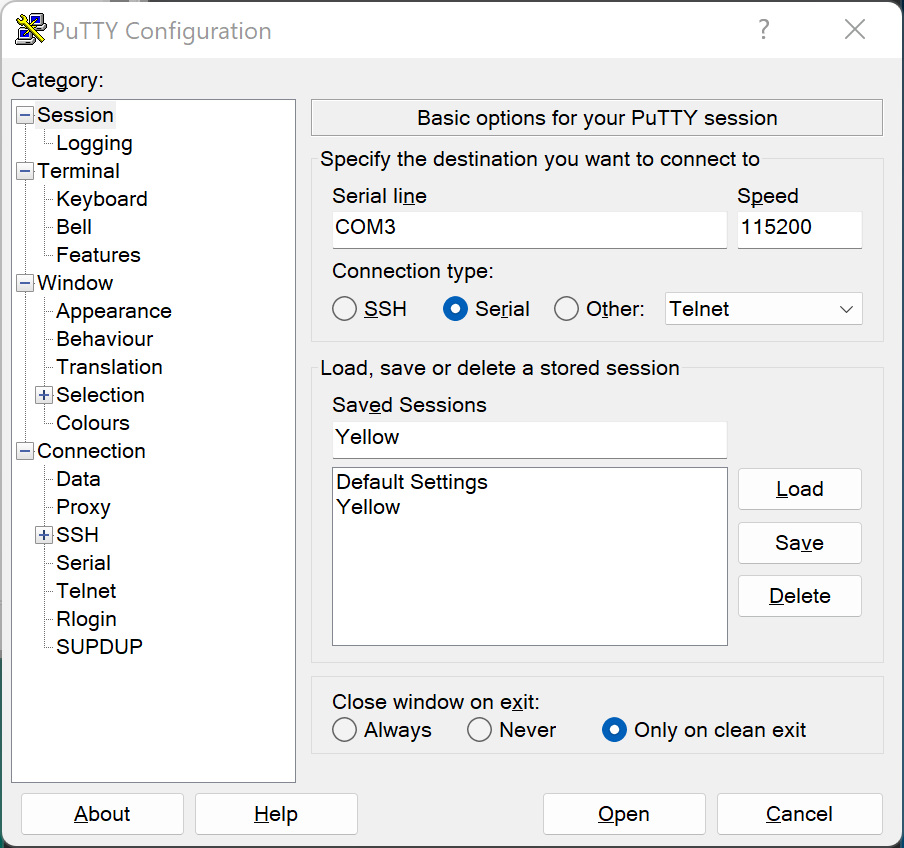 PuTTY Configuration
?
Category:
Session
Logging
Terminal
Keyboard
Bell
Features
Window
Appearance
Behaviour
Translation
Selection
Colours
Connection
Data
Proxy
SSH
Serial
Telnet
Rlogin
SUPDUP
Basic options for your PuTTY session
Specify the destination you want to connect to
Serial line Speed
COM3 115200
Connection type:
SSH Serial Other: Telnet
Load, save or delete a stored session
Saved Sessions
Yellow
Default Settings
Yellow
Load
Save
Delete
Close window on exit:
Always Never Only on clean exit
About Help Open Cancel